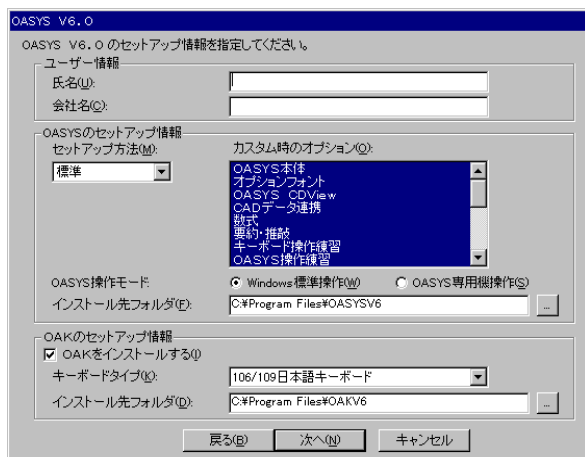 OASYS V6.0
OASYS V6.0のセットアップ情報を指定してください。
ユーザー情報
氏名(U):
会社名(C):
OASYSのセットアップ情報
セットアップ方法(M):
標準
カスタム時のオプション(O):
OASYS本体
オプションフォント
OASYS CDView
CADデータ連携
数式
要約・推敲
キーボード操作練習
OASYS操作練習
OASYS操作モード: Windows標準操作(W) OASYS専用機操作(S)
インストール先フォルダ(F): C:¥Program Files¥OASYSV6 ...
OAKのセットアップ情報
OAKをインストールする(I)
キーボードタイプ(K): 106/109日本語キーボード
インストール先フォルダ(D): C:¥Program Files¥OAKV6 ...
戻る(B) 次へ(N) キャンセル